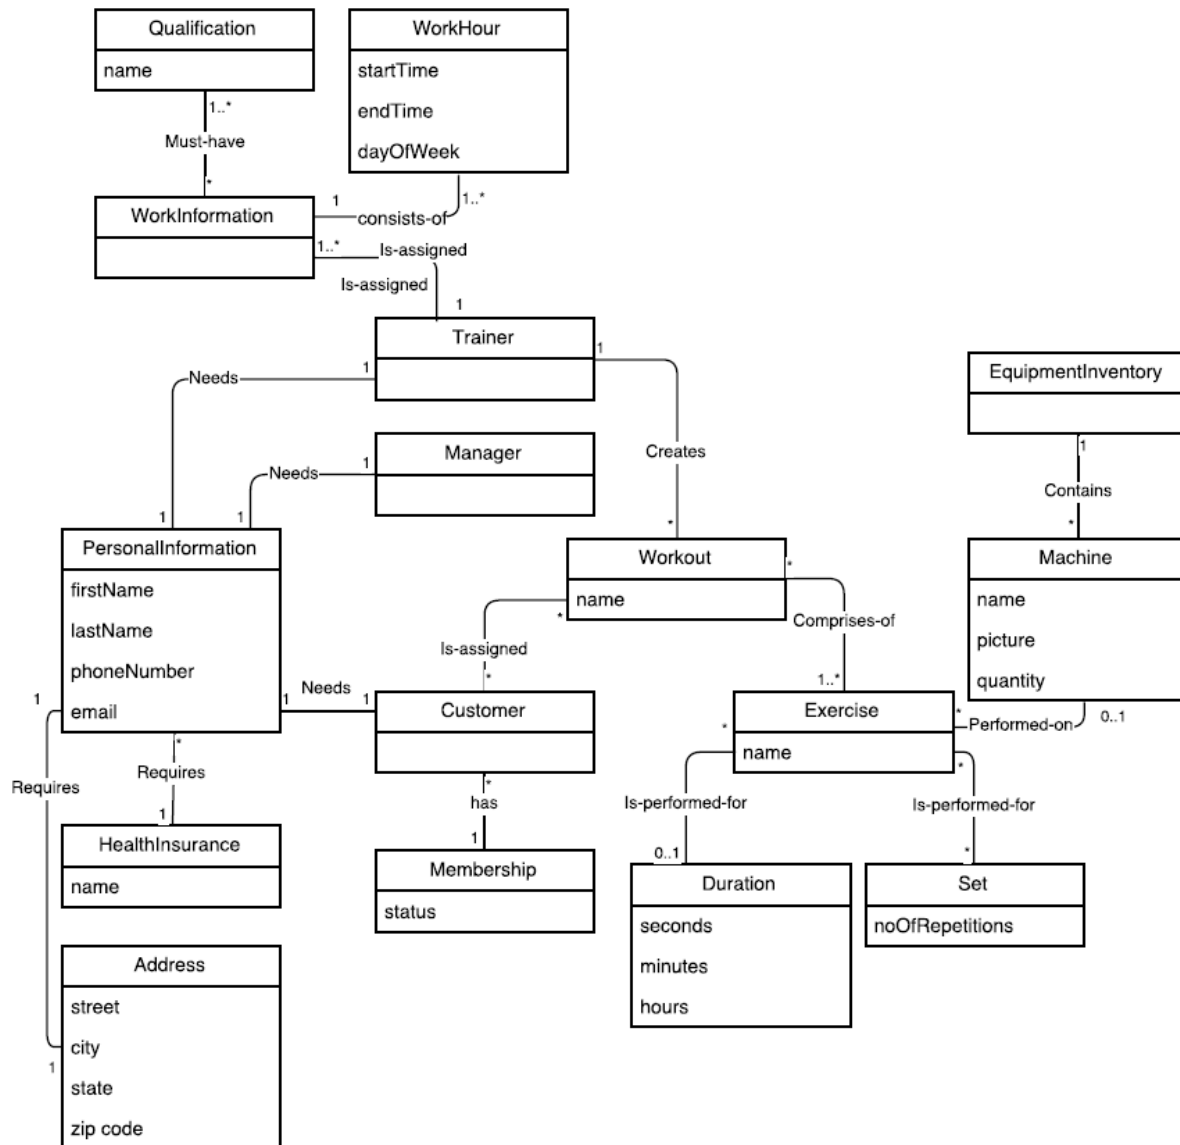 Qualification
name
WorkHour
startTime
endTime
dayOfWeek
1..*
Must-have
*
WorkInformation
1
consists-of
1..*
1..*
Is-assigned
Is-assigned
1
Trainer
1
Needs
1
1
Creates
*
Manager
1
Needs
1
EquipmentInventory
1
Contains
*
Machine
name
picture
quantity
0..1
PersonalInformation
firstName
lastName
phoneNumber
email
Workout
name
*
Comprises-of
1..*
*
Is-assigned
*
1
Needs
1
Customer
Exercise
name
*
Performed-on
1
Requires
1
*
Requires
1
HealthInsurance
name
*
has
1
Membership
status
*
Is-performed-for
0..1
Duration
seconds
minutes
hours
*
Is-performed-for
*
Set
noOfRepetitions
Address
street
city
state
zip code